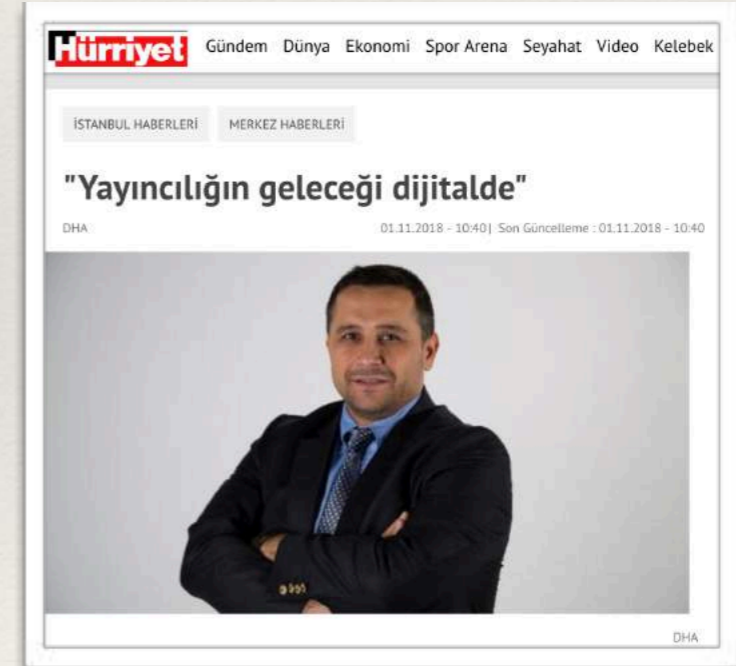 Hürriyet Gündem Dünya Ekonomi Spor Arena Seyahat Video Kelebek
İSTANBUL HABERLERİ MERKEZ HABERLERİ
"Yayıncılığın geleceği dijitalde"
DHA 01.11.2018 - 10:40| Son Güncelleme : 01.11.2018 - 10:40
DHA